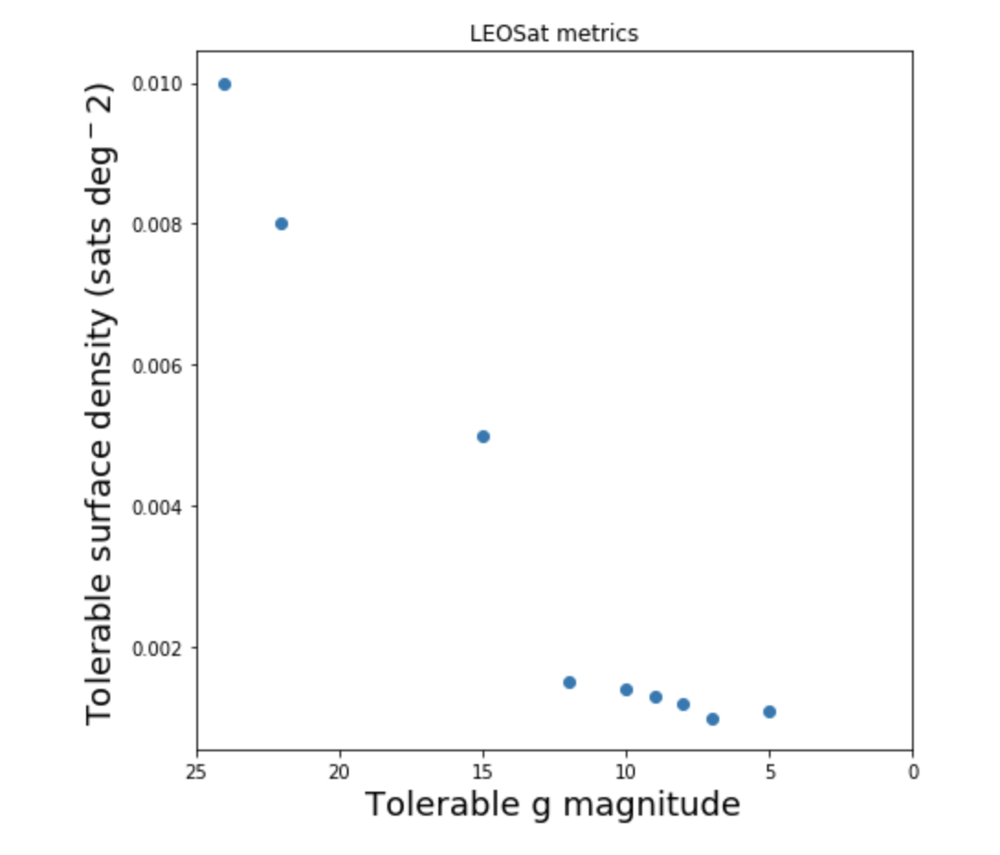 LEOSat metrics
Tolerable surface density (sats deg⁻2)
0.010
0.008
0.006
0.004
0.002
25 20 15 10 5 0
Tolerable g magnitude